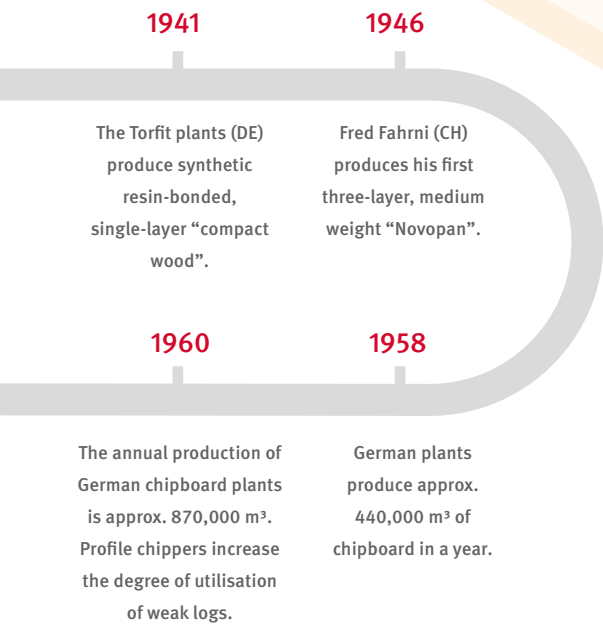 1941
The Torfit plants (DE)
produce synthetic
resin-bonded,
single-layer “compact
wood”.
1946
Fred Fahrni (CH)
produces his first
three-layer, medium
weight “Novopan”.
1958
German plants
produce approx.
440,000 m³ of
chipboard in a year.
1960
The annual production of
German chipboard plants
is approx. 870,000 m³.
Profile chippers increase
the degree of utilisation
of weak logs.